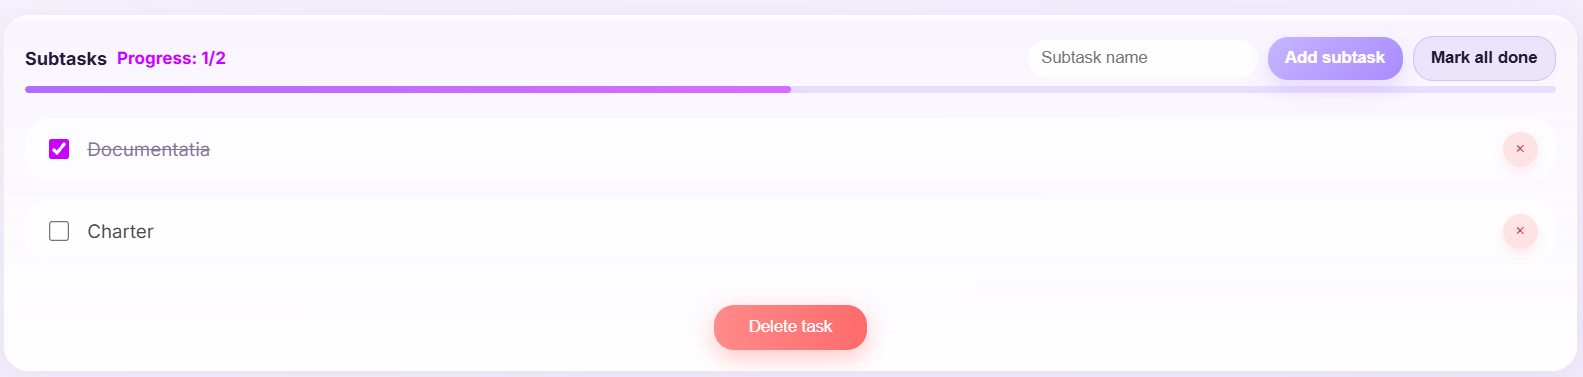 Subtasks Progress: 1/2 Subtask name Add subtask Mark all done
Documentatia ×
Charter ×
Delete task